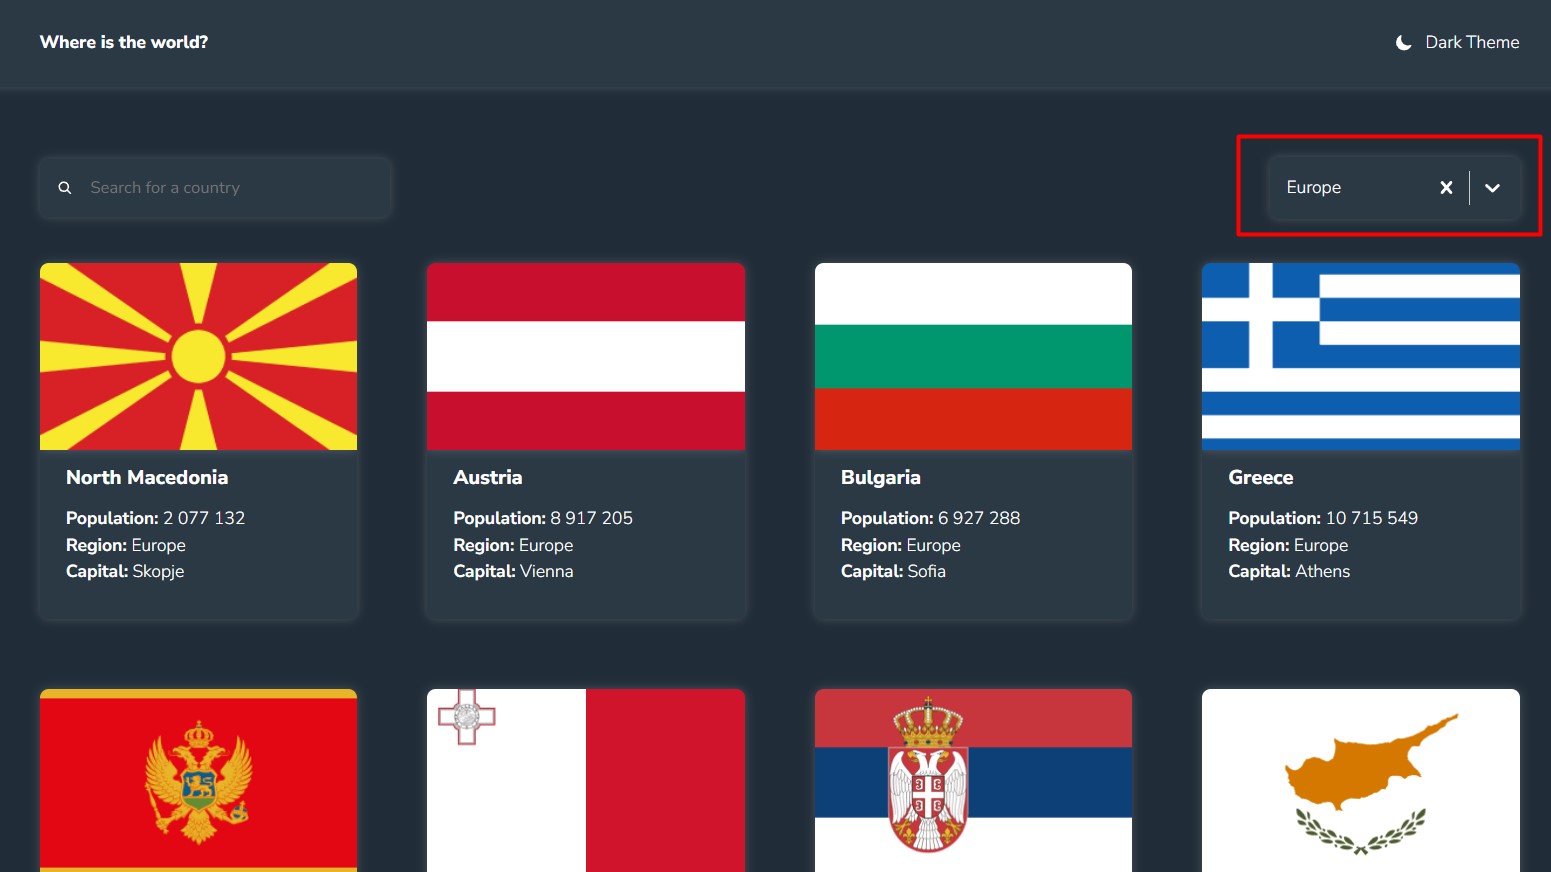 Where is the world?
Dark Theme
Search for a country
Europe
North Macedonia
Population: 2 077 132
Region: Europe
Capital: Skopje
Austria
Population: 8 917 205
Region: Europe
Capital: Vienna
Bulgaria
Population: 6 927 288
Region: Europe
Capital: Sofia
Greece
Population: 10 715 549
Region: Europe
Capital: Athens